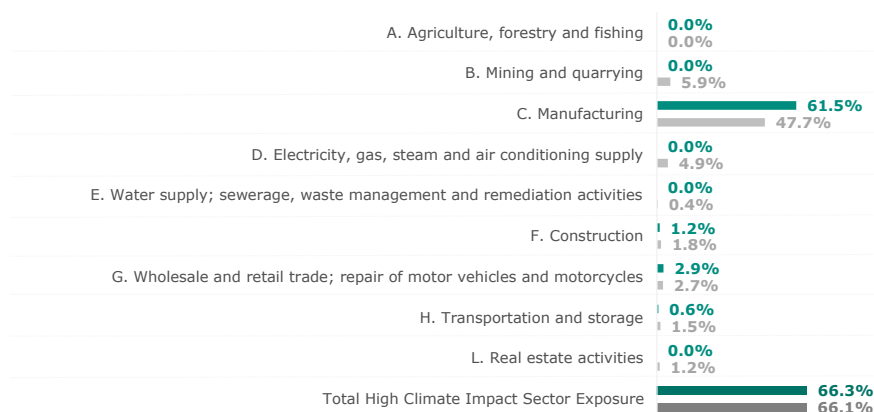 A. Agriculture, forestry and fishing
0.0%
0.0%
B. Mining and quarrying
0.0%
5.9%
C. Manufacturing
61.5%
47.7%
D. Electricity, gas, steam and air conditioning supply
0.0%
4.9%
E. Water supply; sewerage, waste management and remediation activities
0.0%
0.4%
F. Construction
1.2%
1.8%
G. Wholesale and retail trade; repair of motor vehicles and motorcycles
2.9%
2.7%
H. Transportation and storage
0.6%
1.5%
L. Real estate activities
0.0%
1.2%
Total High Climate Impact Sector Exposure
66.3%
66.1%